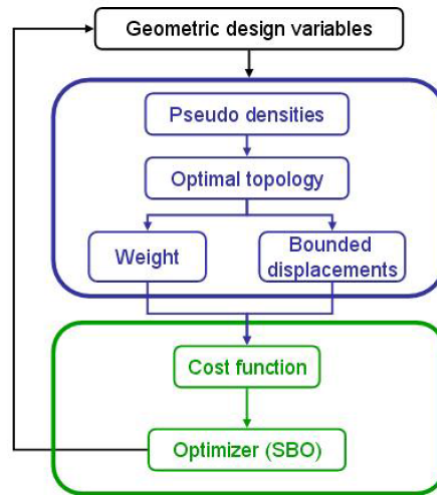 Geometric design variables
Pseudo densities
Optimal topology
Weight
Bounded
displacements
Cost function
Optimizer (SBO)